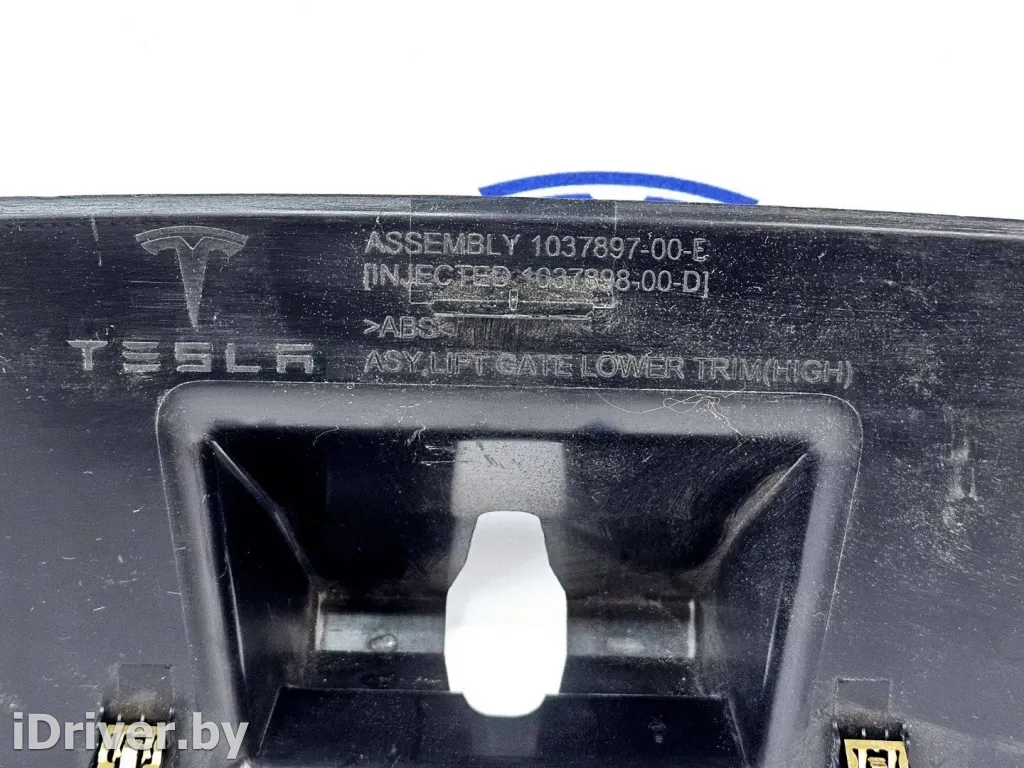 ASSEMBLY 1037897-00-E
[INJECTED 1037898-00-D]
>ABS<
TESLA
ASY,LIFT GATE LOWER TRIM(HIGH)
iDriver.by